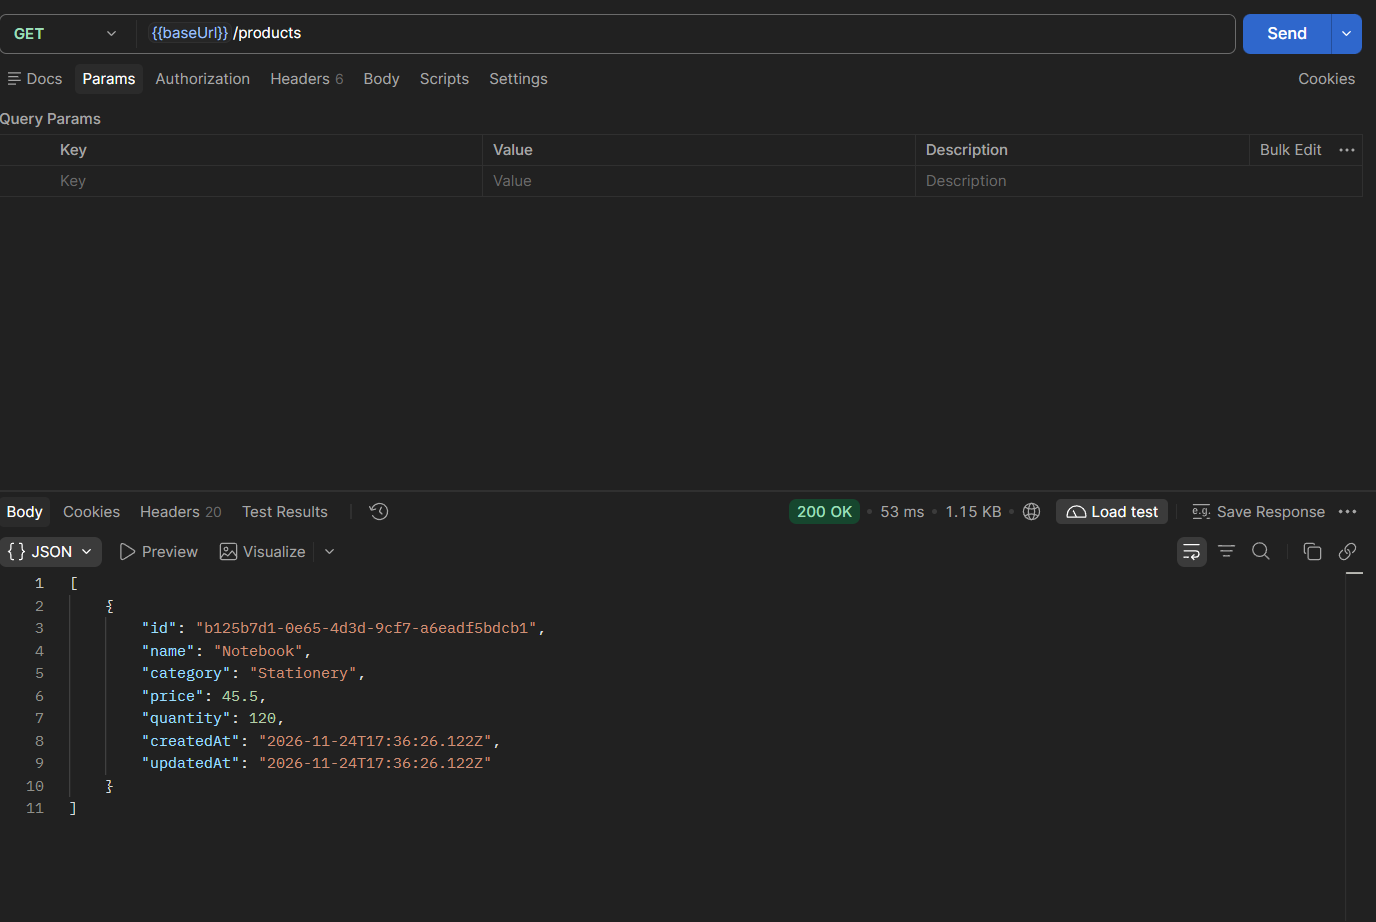 GET {{baseUrl}} /products Send
Docs Params Authorization Headers 6 Body Scripts Settings Cookies
Query Params
Key Value Description Bulk Edit ···
Key Value Description
Body Cookies Headers 20 Test Results 200 OK • 53 ms • 1.15 KB • Load test e.g. Save Response ···
{} JSON Preview Visualize
1 [
2 {
3 "id": "b125b7d1-0e65-4d3d-9cf7-a6eadf5bdcb1",
4 "name": "Notebook",
5 "category": "Stationery",
6 "price": 45.5,
7 "quantity": 120,
8 "createdAt": "2026-11-24T17:36:26.122Z",
9 "updatedAt": "2026-11-24T17:36:26.122Z"
10 }
11 ]